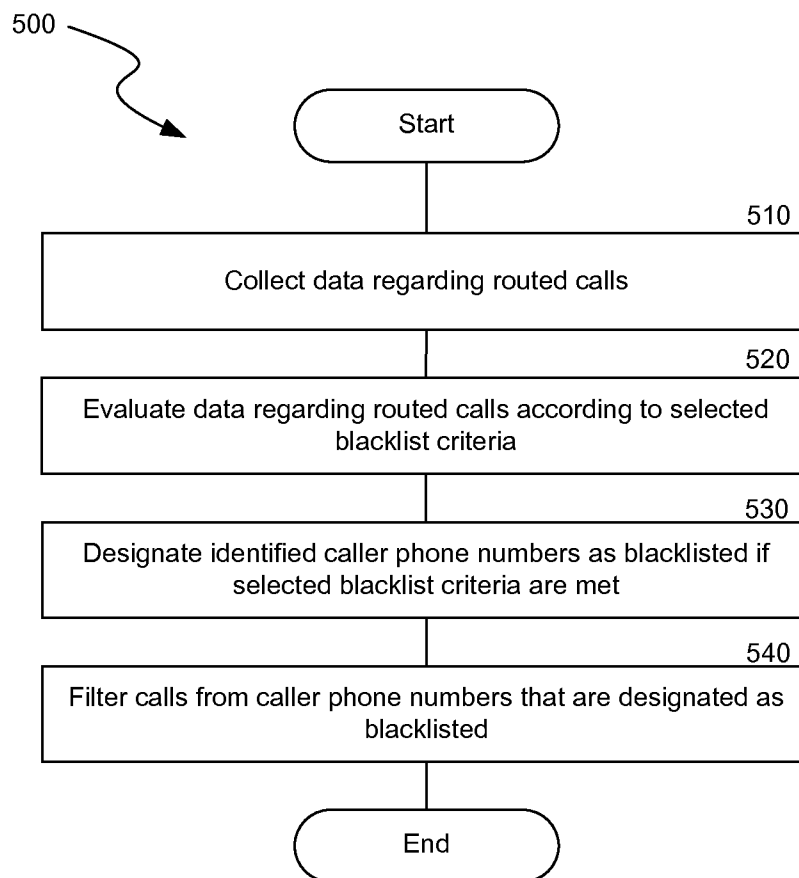 500
Start
510
Collect data regarding routed calls
520
Evaluate data regarding routed calls according to selected
blacklist criteria
530
Designate identified caller phone numbers as blacklisted if
selected blacklist criteria are met
540
Filter calls from caller phone numbers that are designated as
blacklisted
End